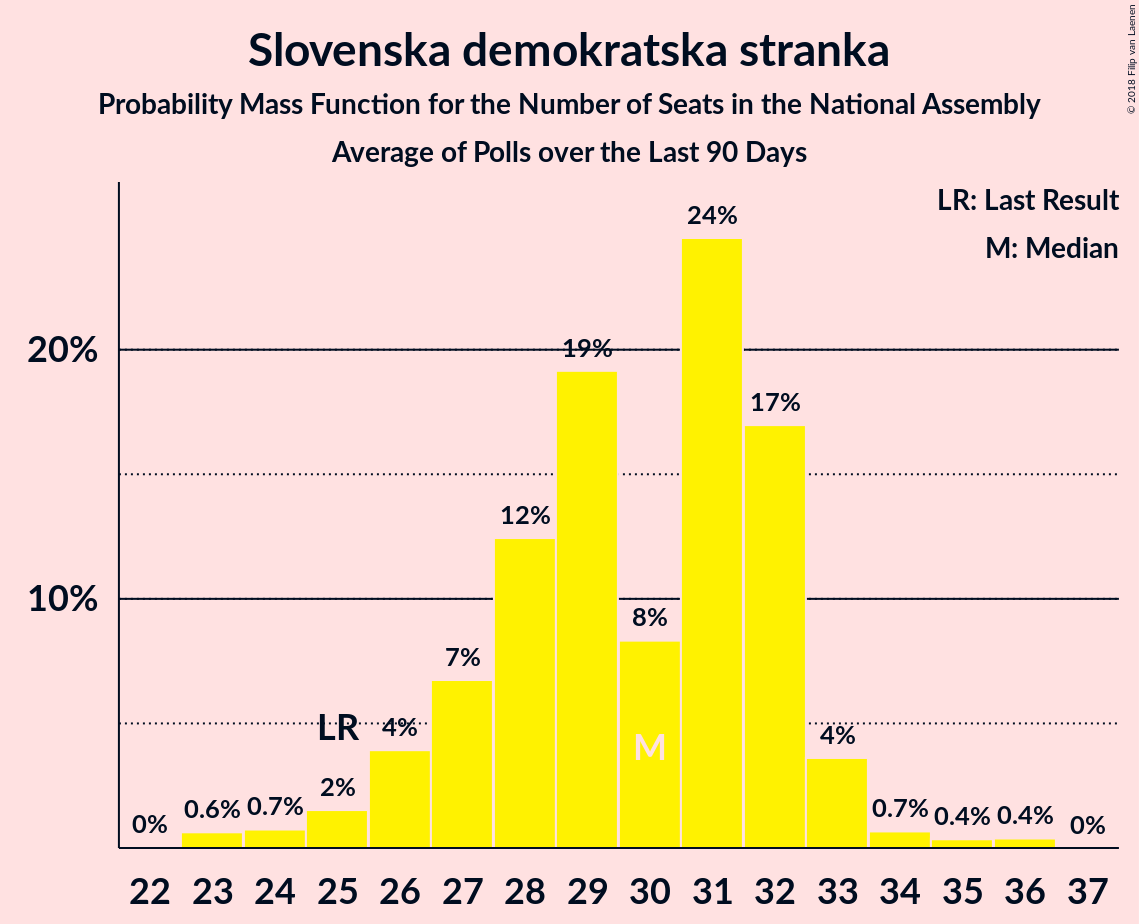 Slovenska demokratska stranka
Probability Mass Function for the Number of Seats in the National Assembly
Average of Polls over the Last 90 Days
© 2018 Filip van Laenen
LR: Last Result
M: Median
20%
10%
0%
0.6%
0.7%
2%
LR
4%
7%
12%
19%
8%
M
24%
17%
4%
0.7%
0.4%
0.4%
0%
22 23 24 25 26 27 28 29 30 31 32 33 34 35 36 37